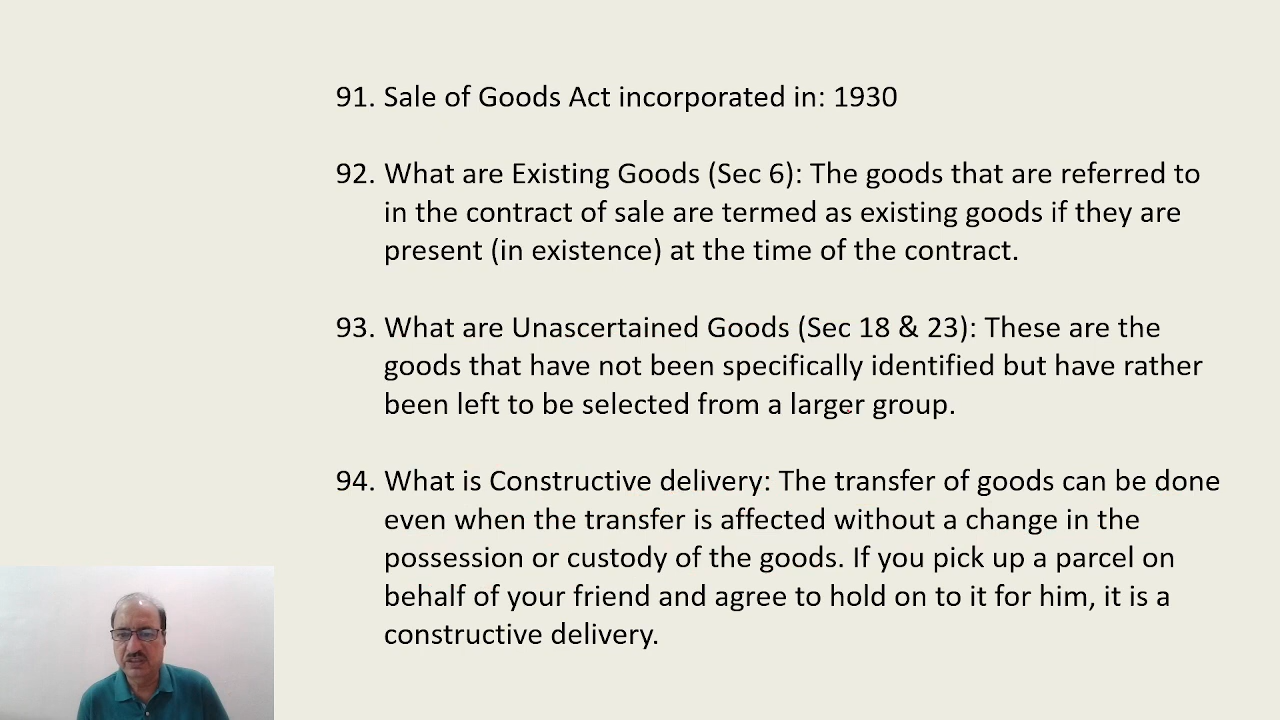 91. Sale of Goods Act incorporated in: 1930
92. What are Existing Goods (Sec 6): The goods that are referred to
in the contract of sale are termed as existing goods if they are
present (in existence) at the time of the contract.
93. What are Unascertained Goods (Sec 18 & 23): These are the
goods that have not been specifically identified but have rather
been left to be selected from a larger group.
94. What is Constructive delivery: The transfer of goods can be done
even when the transfer is affected without a change in the
possession or custody of the goods. If you pick up a parcel on
behalf of your friend and agree to hold on to it for him, it is a
constructive delivery.